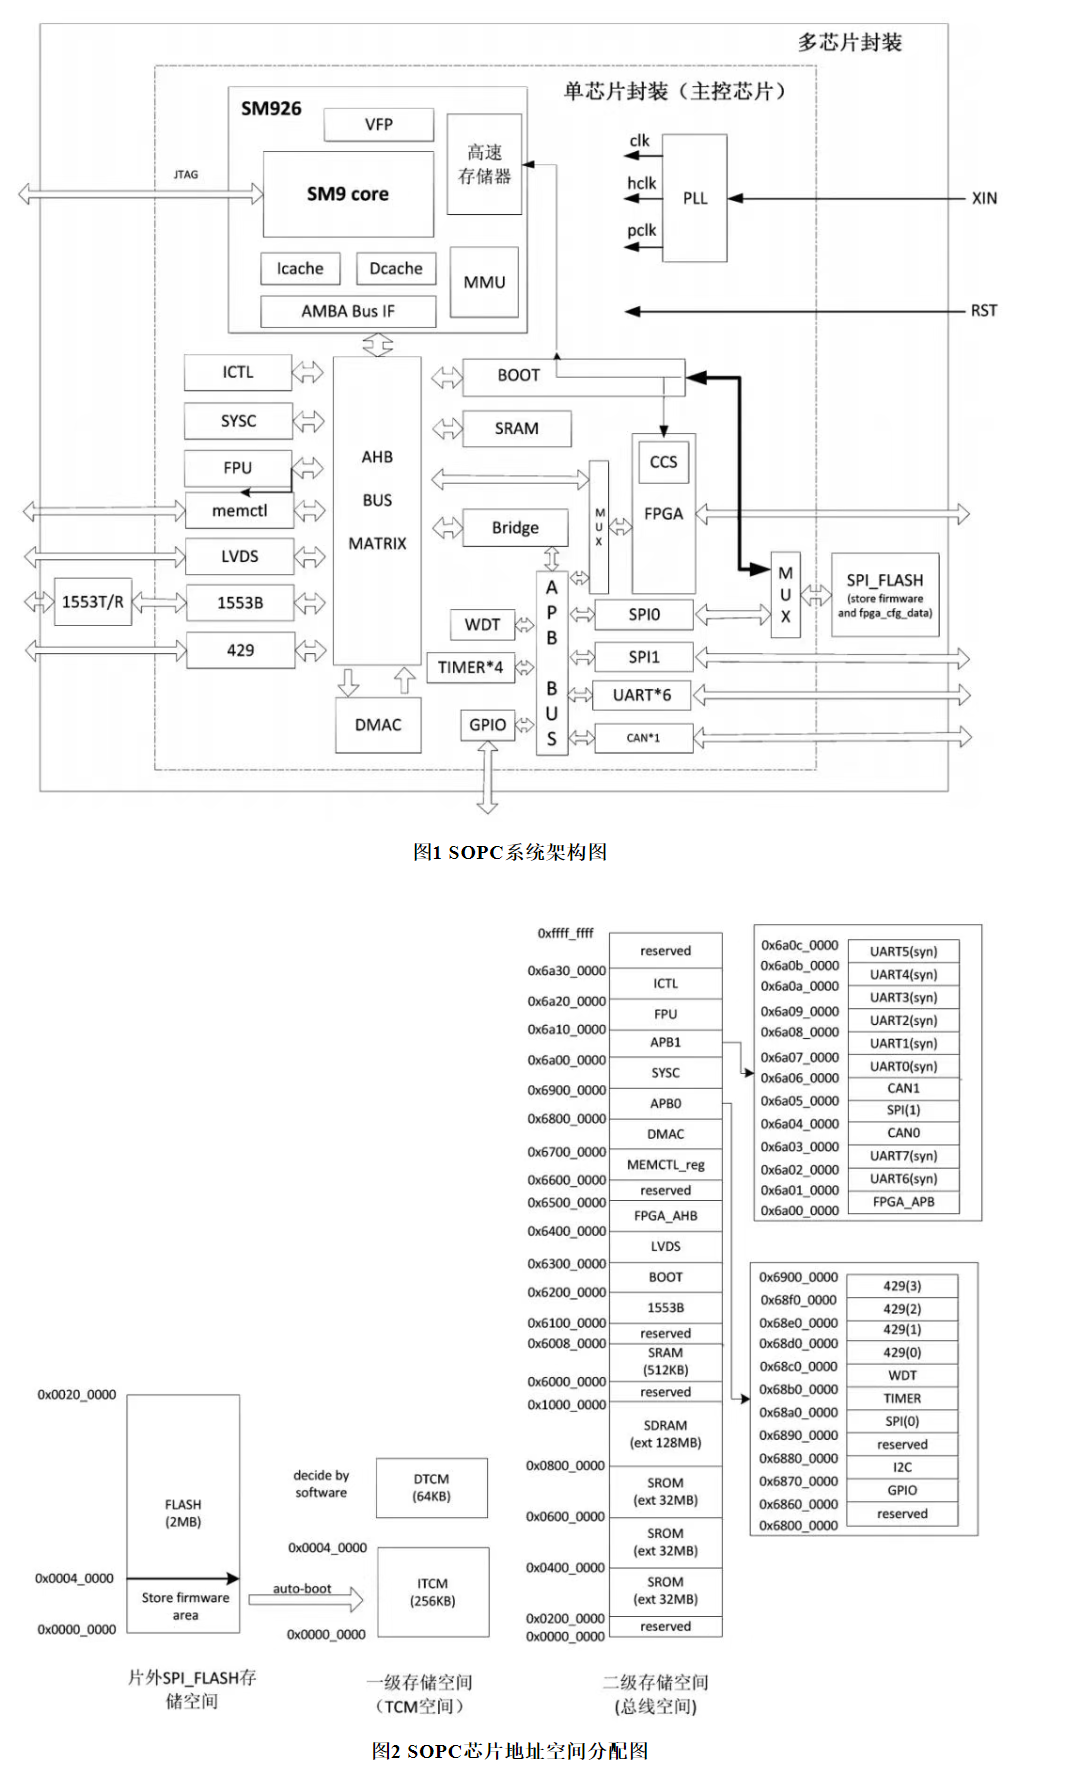 多芯片封装
单芯片封装（主控芯片）
SM926
VFP
高速
存储器
SM9 core
JTAG
Icache
Dcache
MMU
AMBA Bus IF
clk
hclk
pclk
PLL
XIN
RST
ICTL
SYSC
FPU
memctl
LVDS
1553T/R
1553B
429
AHB
BUS
MATRIX
DMAC
BOOT
SRAM
Bridge
MUX
CCS
FPGA
WDT
TIMER*4
GPIO
APB BUS
SPI0
SPI1
UART*6
CAN*1
MUX
SPI_FLASH
(store firmware
and fpga_cfg_data)
图1 SOPC系统架构图
0x0020_0000
FLASH
(2MB)
0x0004_0000
Store firmware
area
0x0000_0000
片外SPI_FLASH存
储空间
auto-boot
decide by
software
DTCM
(64KB)
0x0004_0000
ITCM
(256KB)
0x0000_0000
一级存储空间
（TCM空间）
0xffff_ffff
reserved
0x6a30_0000
ICTL
0x6a20_0000
FPU
0x6a10_0000
APB1
0x6a00_0000
SYSC
0x6900_0000
APB0
0x6800_0000
DMAC
0x6700_0000
MEMCTL_reg
0x6600_0000
reserved
0x6500_0000
FPGA_AHB
0x6400_0000
LVDS
0x6300_0000
BOOT
0x6200_0000
1553B
0x6100_0000
reserved
0x6008_0000
SRAM
(512KB)
0x6000_0000
reserved
0x1000_0000
SDRAM
(ext 128MB)
0x0800_0000
SROM
(ext 32MB)
0x0600_0000
SROM
(ext 32MB)
0x0400_0000
SROM
(ext 32MB)
0x0200_0000
reserved
0x0000_0000
二级存储空间
(总线空间)
0x6a0c_0000
UART5(syn)
0x6a0b_0000
UART4(syn)
0x6a0a_0000
UART3(syn)
0x6a09_0000
UART2(syn)
0x6a08_0000
UART1(syn)
0x6a07_0000
UART0(syn)
0x6a06_0000
CAN1
0x6a05_0000
SPI(1)
0x6a04_0000
CAN0
0x6a03_0000
UART7(syn)
0x6a02_0000
UART6(syn)
0x6a01_0000
FPGA_APB
0x6a00_0000
0x6900_0000
429(3)
0x68f0_0000
429(2)
0x68e0_0000
429(1)
0x68d0_0000
429(0)
0x68c0_0000
WDT
0x68b0_0000
TIMER
0x68a0_0000
SPI(0)
0x6890_0000
reserved
0x6880_0000
I2C
0x6870_0000
GPIO
0x6860_0000
reserved
0x6800_0000
图2 SOPC芯片地址空间分配图